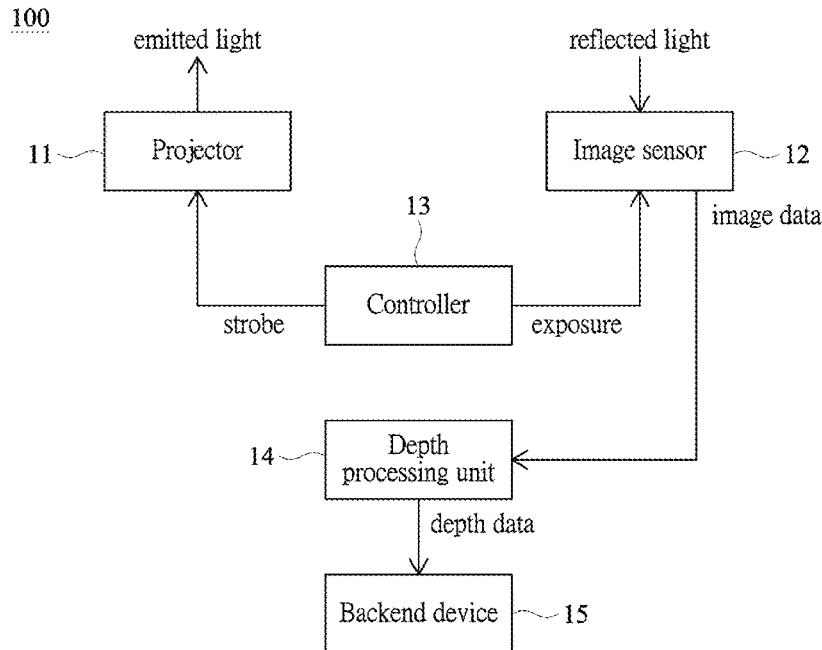 100
emitted light
reflected light
11
Projector
Image sensor
12
image data
13
Controller
strobe
exposure
14
Depth
processing unit
depth data
Backend device
15